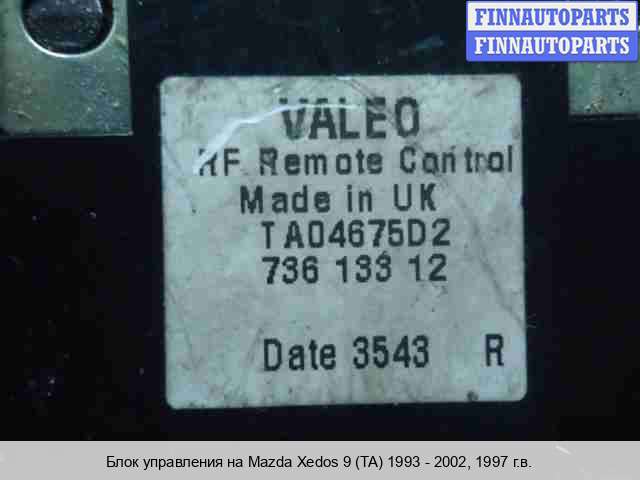 FINNAUTOPARTS
FINNAUTOPARTS
VALEO
RF Remote Control
Made in UK
TA04675D2
736 133 12
Date 3543 R
Блок управления на Mazda Xedos 9 (TA) 1993 - 2002, 1997 г.в.